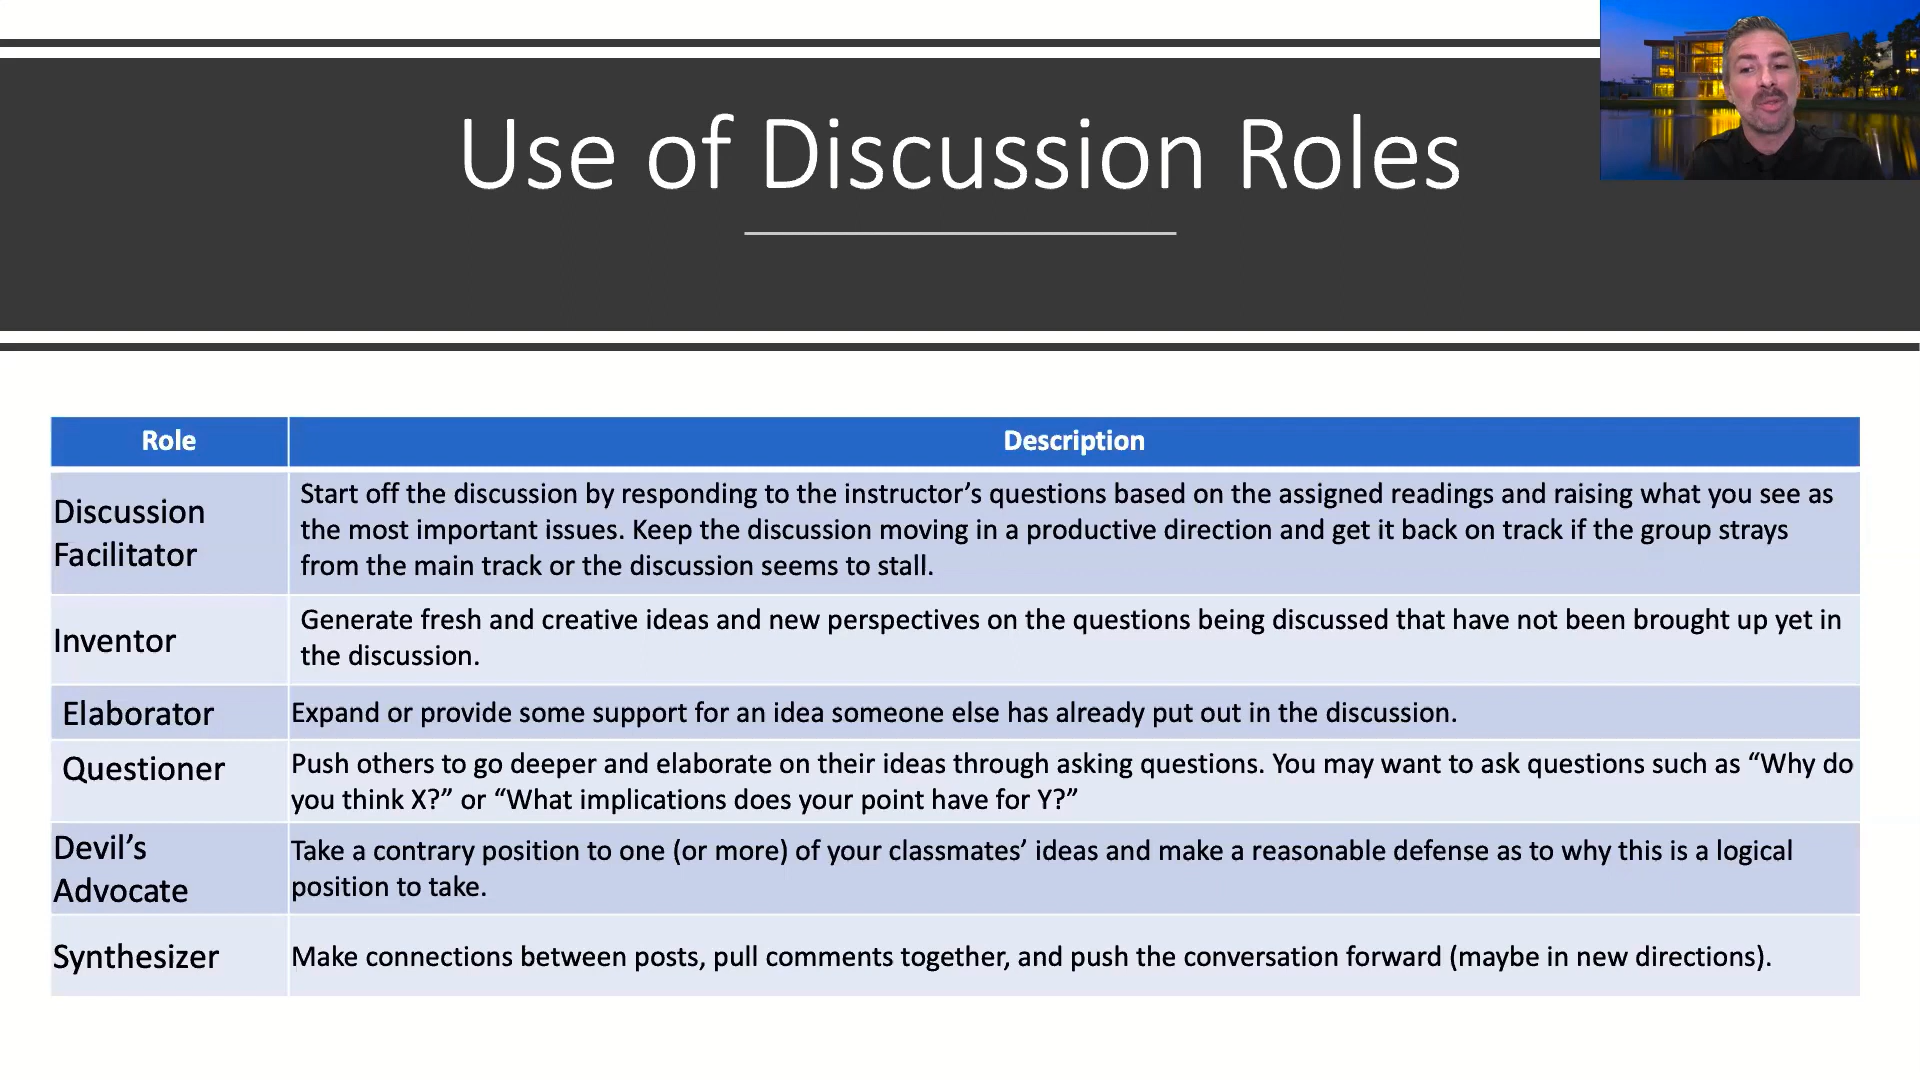 Use of Discussion Roles
Role
Description
Discussion
Facilitator
Start off the discussion by responding to the instructor’s questions based on the assigned readings and raising what you see as
the most important issues. Keep the discussion moving in a productive direction and get it back on track if the group strays
from the main track or the discussion seems to stall.
Inventor
Generate fresh and creative ideas and new perspectives on the questions being discussed that have not been brought up yet in
the discussion.
Elaborator
Expand or provide some support for an idea someone else has already put out in the discussion.
Questioner
Push others to go deeper and elaborate on their ideas through asking questions. You may want to ask questions such as “Why do
you think X?” or “What implications does your point have for Y?”
Devil’s
Advocate
Take a contrary position to one (or more) of your classmates’ ideas and make a reasonable defense as to why this is a logical
position to take.
Synthesizer
Make connections between posts, pull comments together, and push the conversation forward (maybe in new directions).